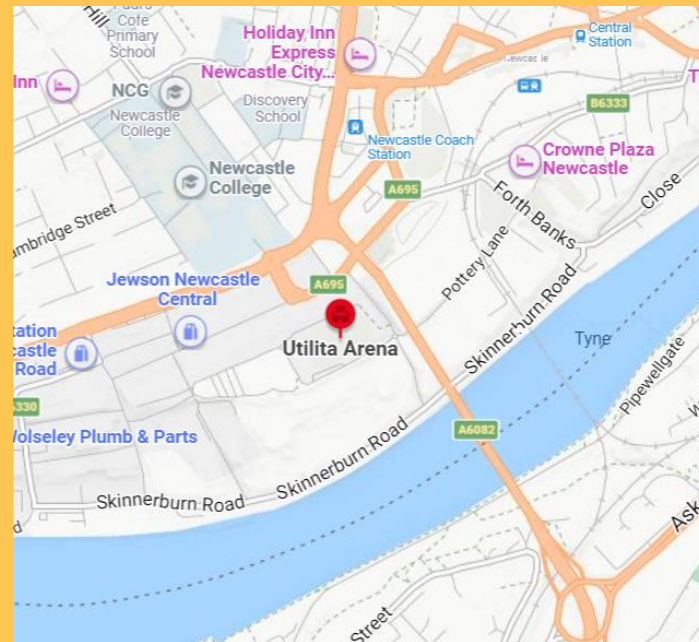 Hill
Cofe
Primary
School
Holiday Inn
Express
Newcastle City...
Central
Station
Inn
NCG
Newcastle
College
Discovery
School
B6333
Newcastle Coach
Station
Crowne Plaza
Newcastle
Newcastle
College
A695
Forth Banks
Close
Street
Pottery Lane
Jewson Newcastle
Central
A695
Skinnerburn Road
Tyne
Utilita Arena
Road
Pipewellgate
Wolseley Plumb & Parts
A6082
Skinnerburn Road
Skinnerburn Road
Street